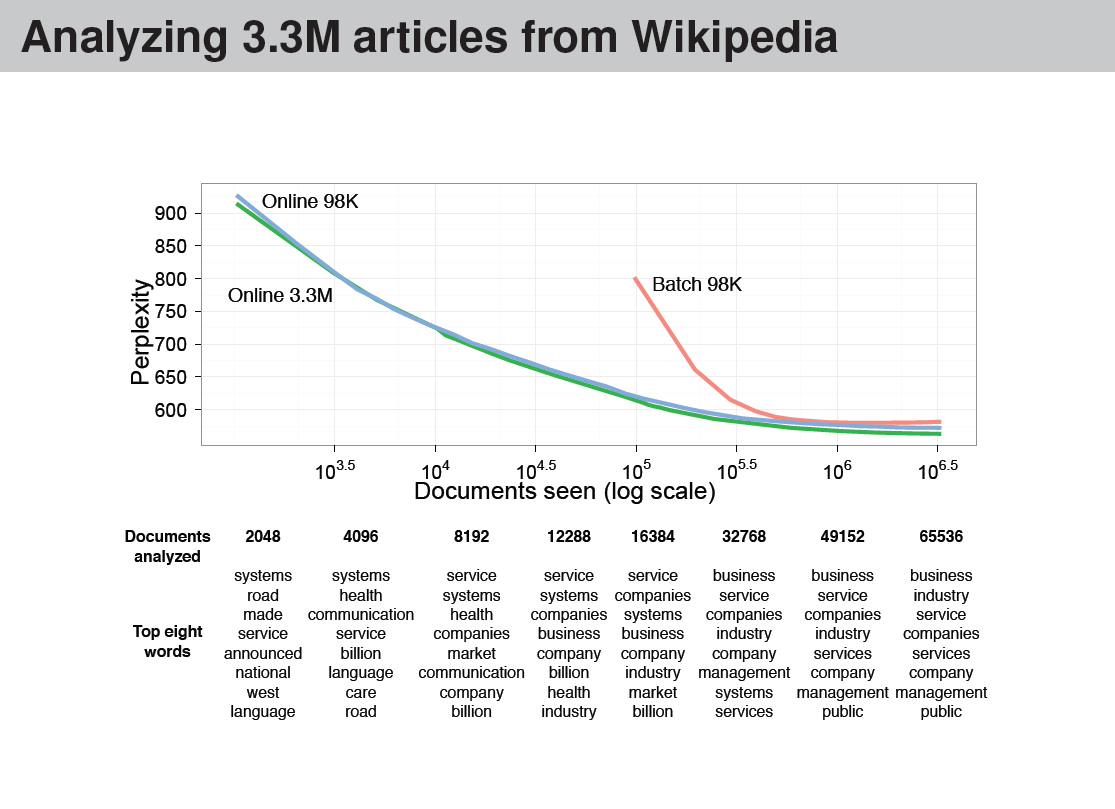 Analyzing 3.3M articles from Wikipedia
Online 98K
Online 3.3M
Batch 98K
Perplexity
900
850
800
750
700
650
600
10^3.5 10^4 10^4.5 10^5 10^5.5 10^6 10^6.5
Documents seen (log scale)
Documents analyzed 2048 4096 8192 12288 16384 32768 49152 65536
Top eight words
systems systems service service service business business business
road health systems systems companies service service industry
made communication health companies systems companies companies service
service service companies business business industry industry companies
announced billion market company company company services services
national language communication billion industry management company company
west care company health market systems management management
language road billion industry billion services public public